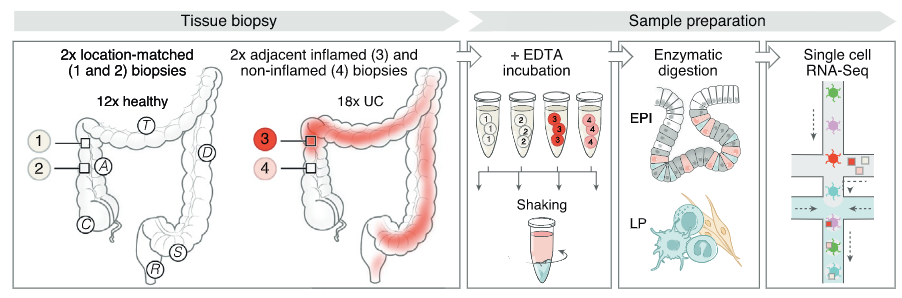 Tissue biopsy
Sample preparation
2x location-matched
(1 and 2) biopsies
12x healthy
1
2
T
A
D
C
S
R
2x adjacent inflamed (3) and
non-inflamed (4) biopsies
18x UC
3
4
+ EDTA
incubation
1
1
1
2
2
2
3
3
3
4
4
4
Shaking
Enzymatic
digestion
EPI
LP
Single cell
RNA-Seq